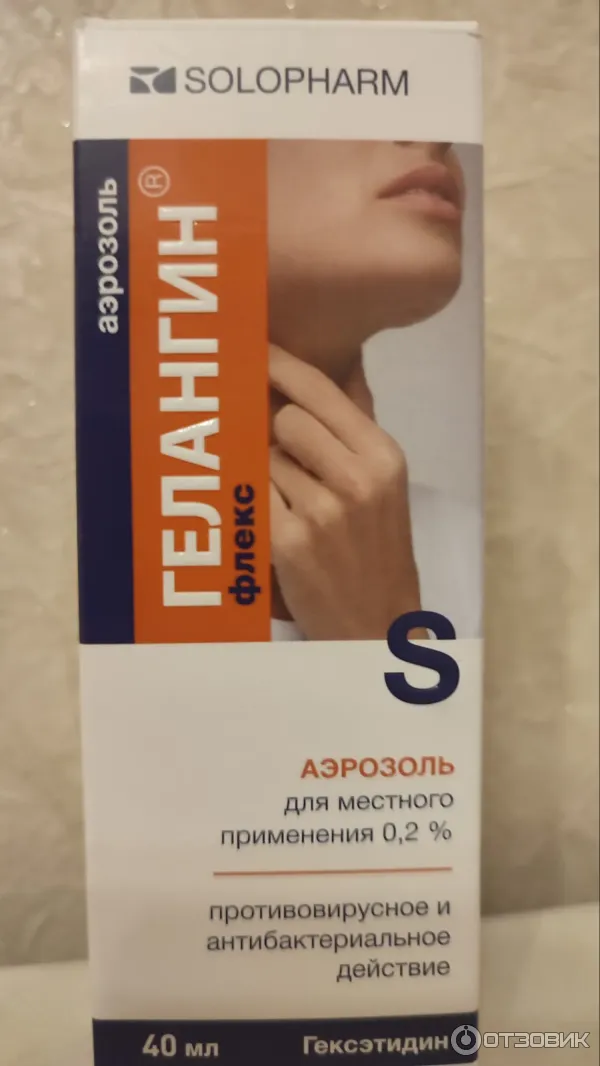 SOLOPHARM
аэрозоль
ГЕЛАНГИН®
флекс
S
АЭРОЗОЛЬ
для местного
применения 0,2 %
противовирусное и
антибактериальное
действие
40 мл
Гексэтидин
ОТЗОВИК